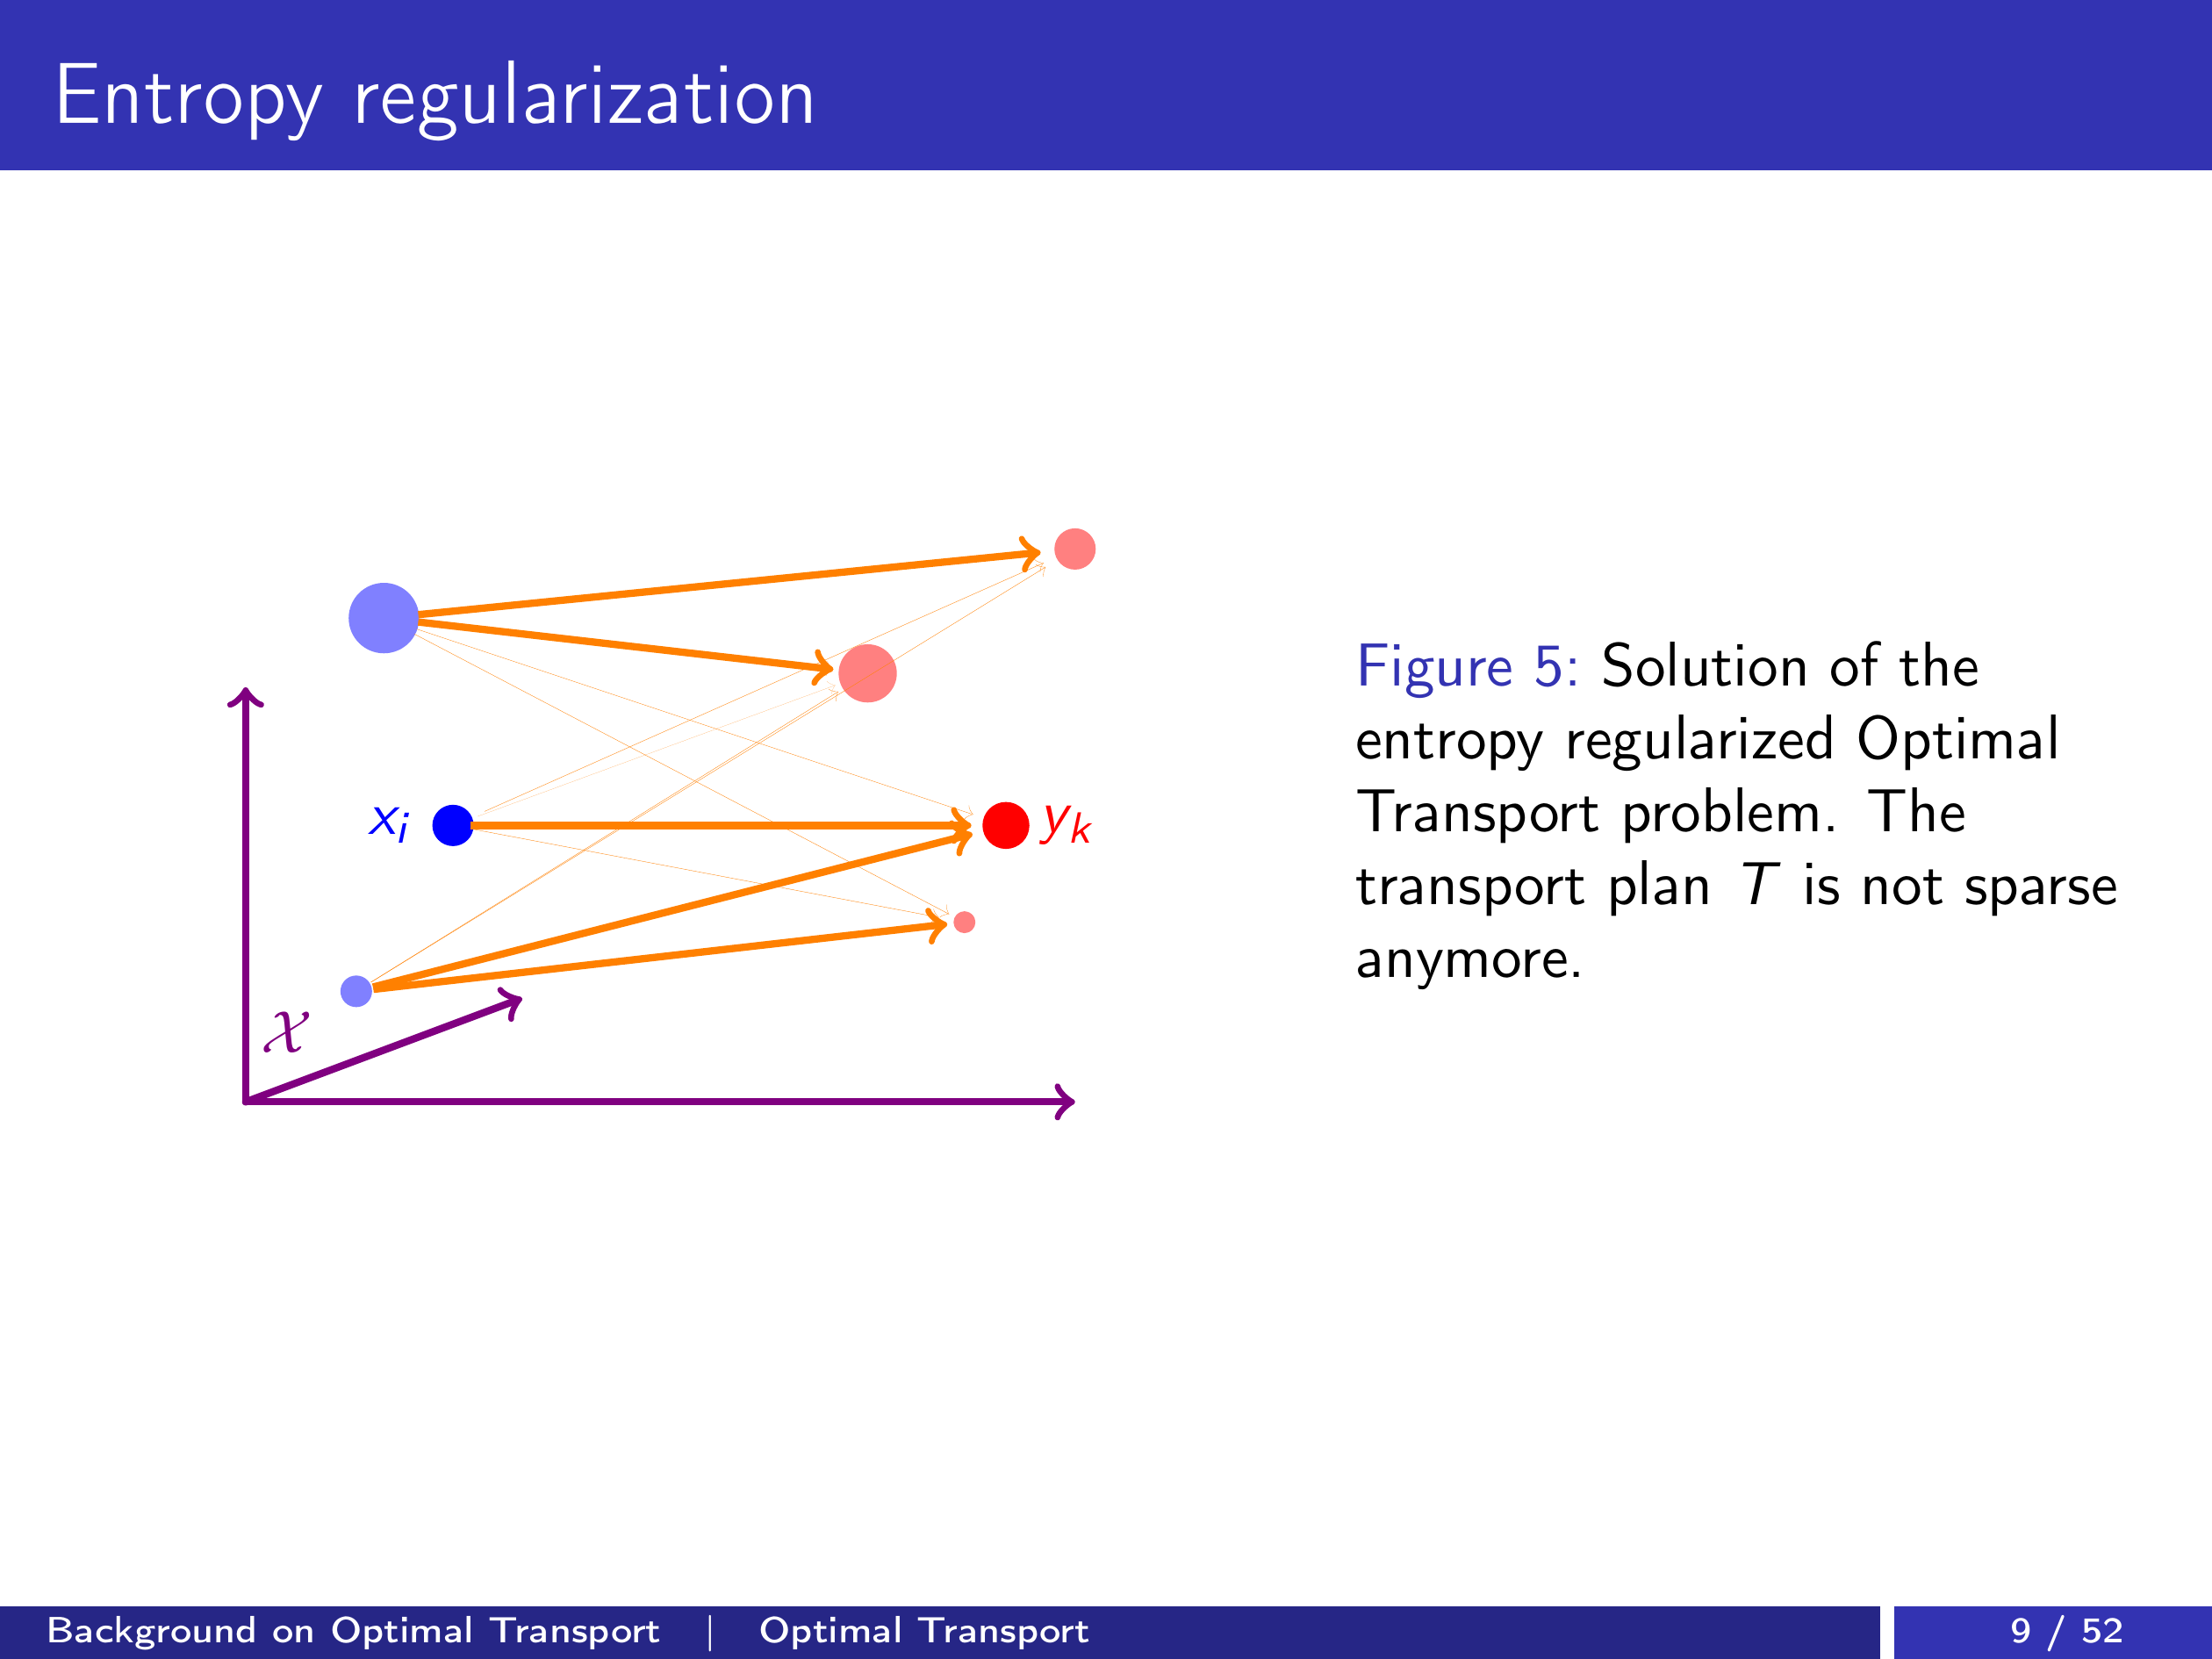 Entropy regularization
x_i
y_k
𝒳
Figure 5: Solution of the
entropy regularized Optimal
Transport problem. The
transport plan T is not sparse
anymore.
Background on Optimal Transport | Optimal Transport
9 / 52